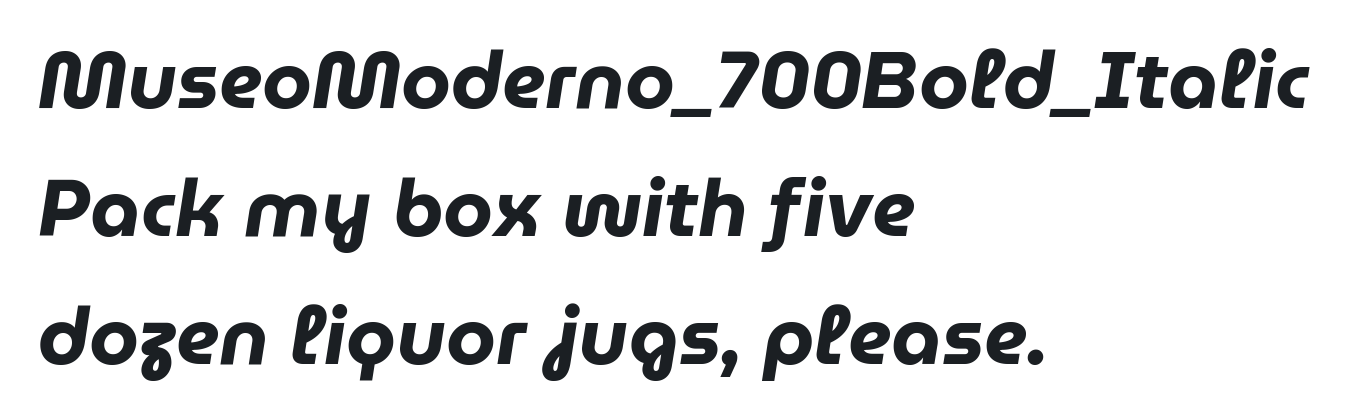 MuseoModerno_700Bold_Italic
Pack my box with five
dozen liquor jugs, please.